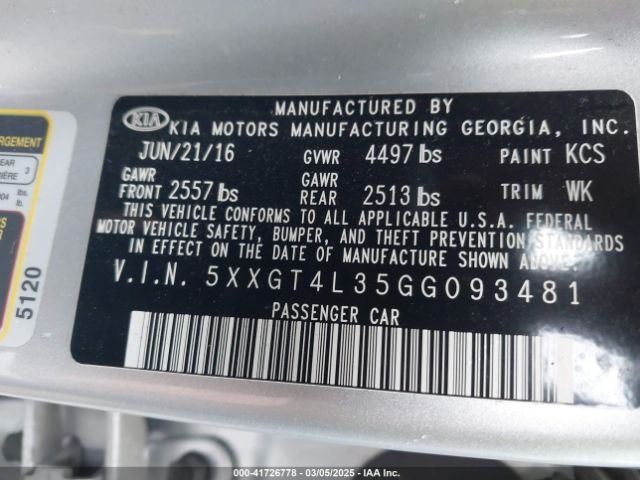 MANUFACTURED BY
KIA KIA MOTORS MANUFACTURING GEORGIA, INC.
JUN/21/16 GVWR 4497 lbs PAINT KCS
GAWR FRONT 2557 lbs GAWR REAR 2513 lbs TRIM WK
THIS VEHICLE CONFORMS TO ALL APPLICABLE U.S.A. FEDERAL
MOTOR VEHICLE SAFETY, BUMPER, AND THEFT PREVENTION STANDARDS
IN EFFECT ON THE DATE OF MANUFACTURE SHOWN ABOVE.
V.I.N. 5XXGT4L35GG093481
PASSENGER CAR
3
lbs.
5120
000-41726778 — 03/05/2025 — IAA Inc.